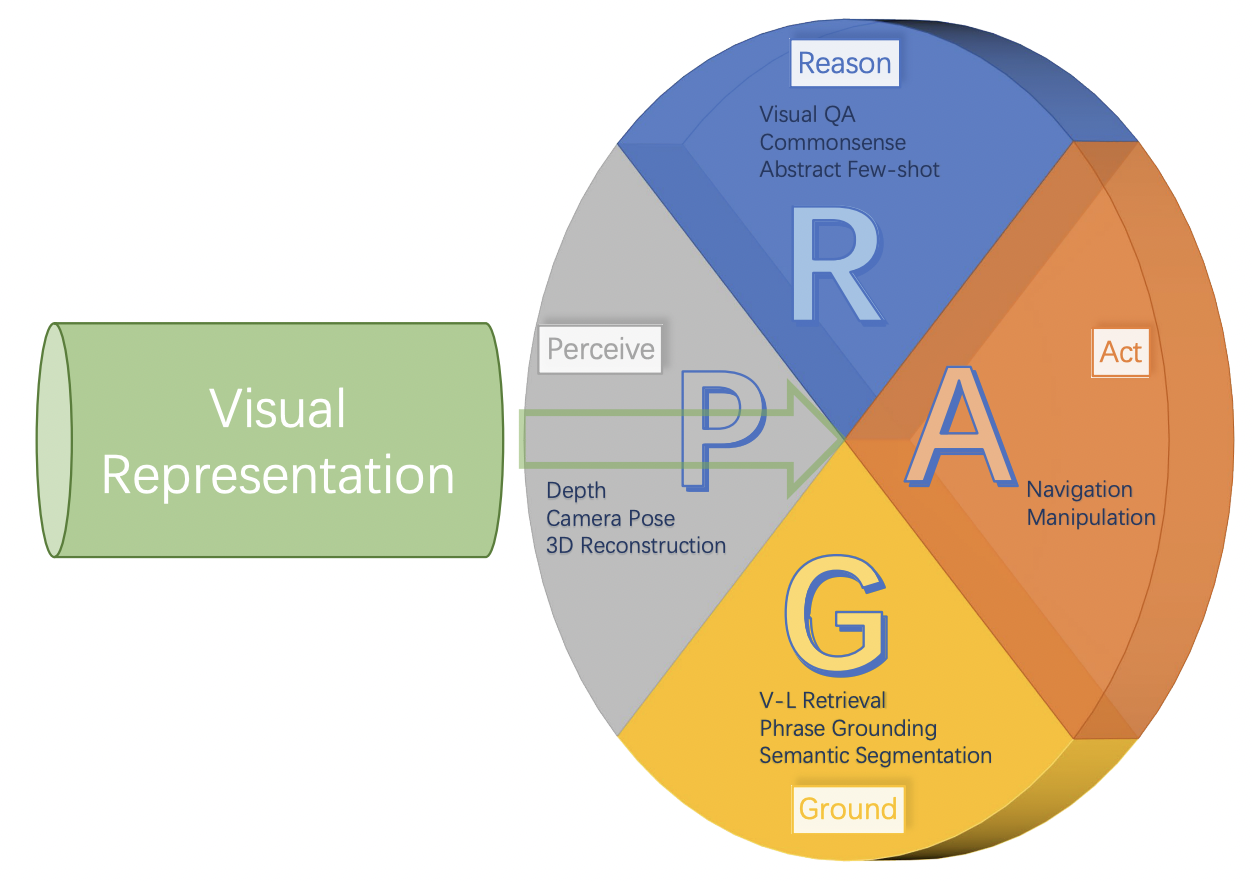 Visual
Representation
Reason
Visual QA
Commonsense
Abstract Few-shot
R
Perceive
P
Depth
Camera Pose
3D Reconstruction
Act
A
Navigation
Manipulation
G
V-L Retrieval
Phrase Grounding
Semantic Segmentation
Ground